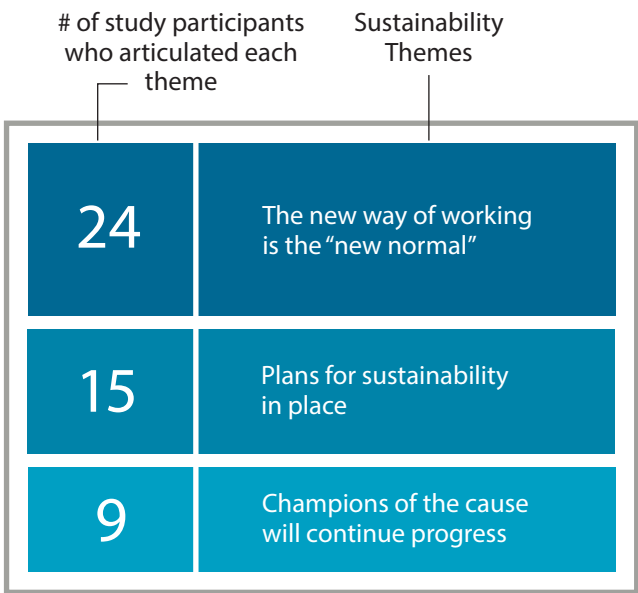 # of study participants
who articulated each
theme
Sustainability
Themes
24
The new way of working
is the “new normal”
15
Plans for sustainability
in place
9
Champions of the cause
will continue progress